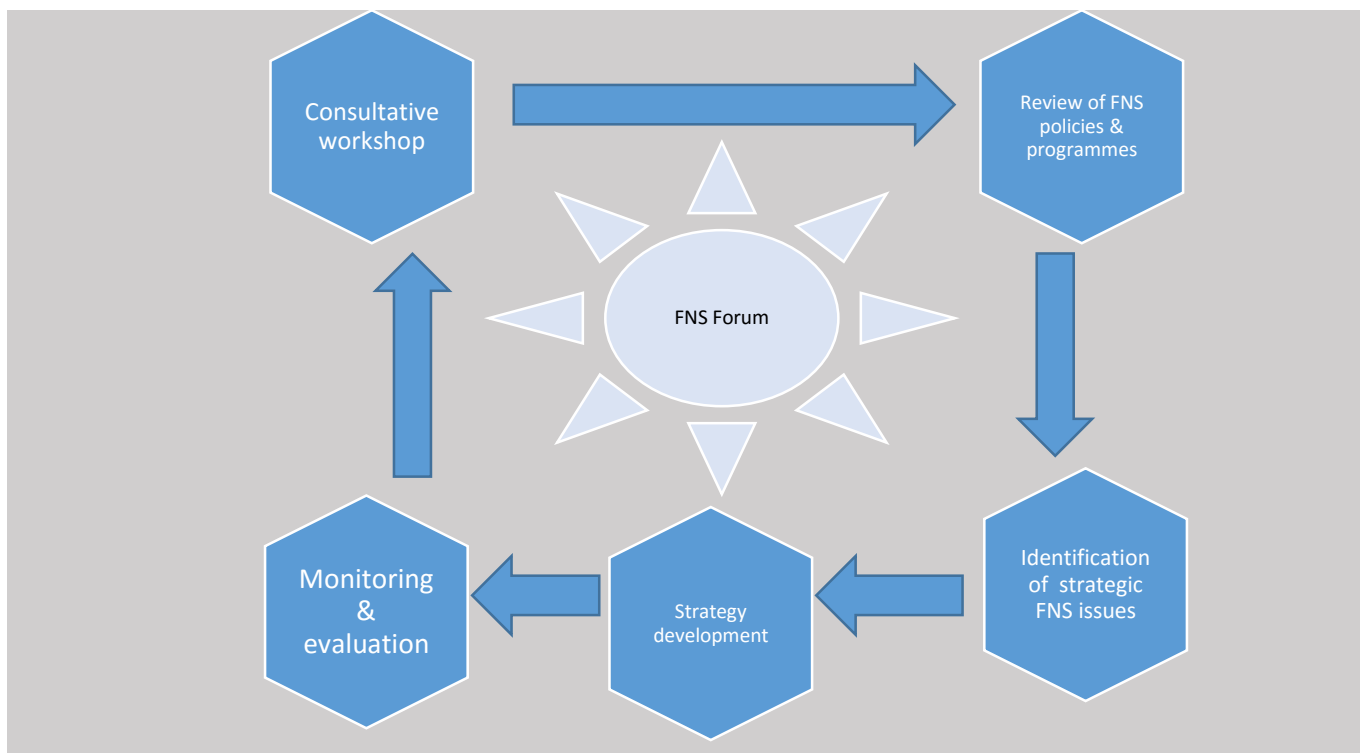 Consultative
workshop
Review of FNS
policies &
programmes
FNS Forum
Identification
of strategic
FNS issues
Strategy
development
Monitoring
&
evaluation